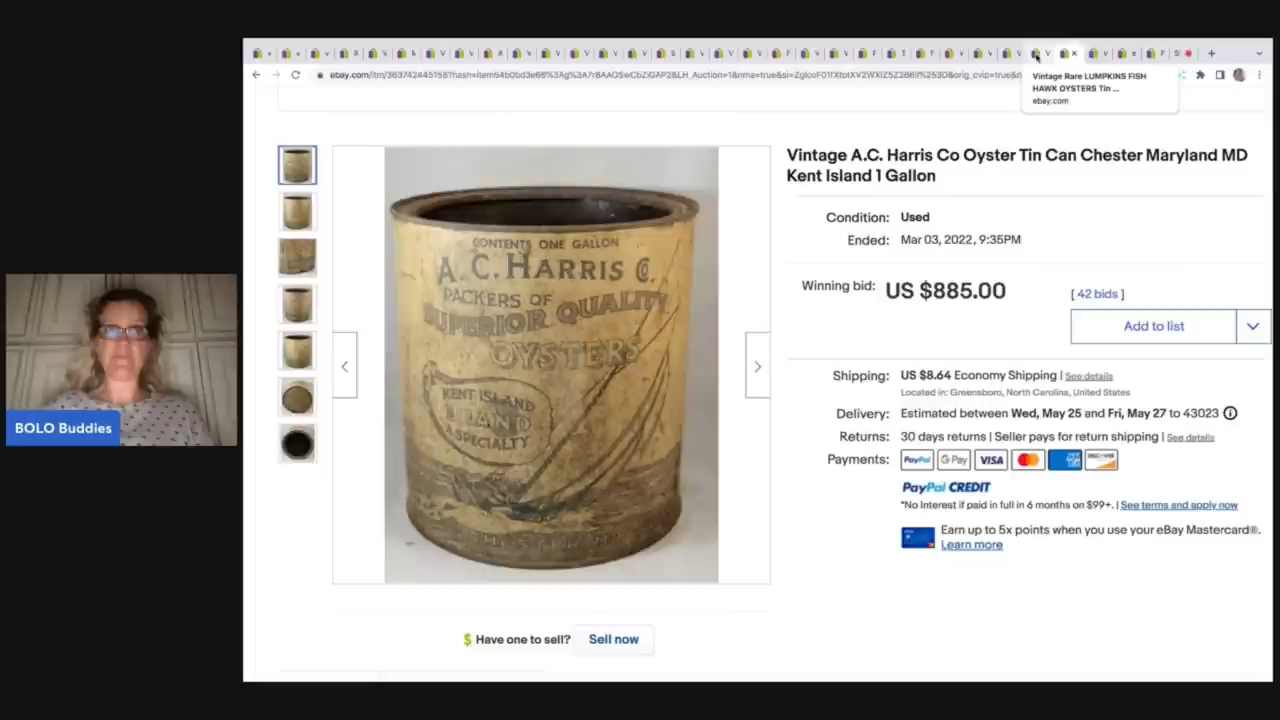 Vintage Rare LUMPKINS FISH
HAWK OYSTERS Tin ...
ebay.com
Vintage A.C. Harris Co Oyster Tin Can Chester Maryland MD
Kent Island 1 Gallon
Condition: Used
Ended: Mar 03, 2022, 9:35PM
Winning bid: US $885.00 [ 42 bids ]
Add to list
Shipping: US $8.64 Economy Shipping | See details
Located in: Greensboro, North Carolina, United States
Delivery: Estimated between Wed, May 25 and Fri, May 27 to 43023
Returns: 30 days returns | Seller pays for return shipping | See details
Payments: PayPal G Pay VISA DISCOVER
PayPal CREDIT
*No Interest if paid in full in 6 months on $99+. | See terms and apply now
Earn up to 5x points when you use your eBay Mastercard®.
Learn more
CONTENTS ONE GALLON
A.C. HARRIS Co.
PACKERS OF
SUPERIOR QUALITY
OYSTERS
KENT ISLAND
BRAND
A SPECIALTY
$ Have one to sell? Sell now
BOLO Buddies